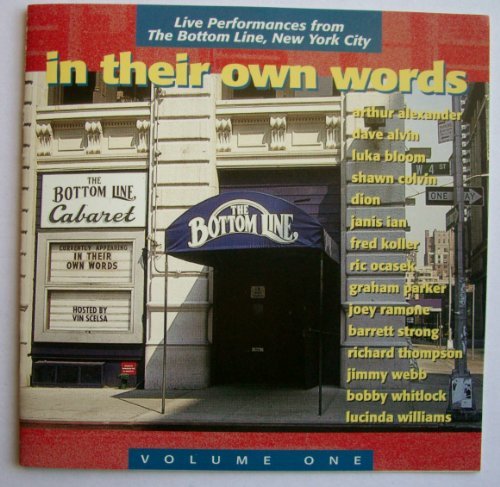 Live Performances from
The Bottom Line, New York City
in their own words
arthur alexander
dave alvin
luka bloom
shawn colvin
dion
janis ian
fred koller
ric ocasek
graham parker
joey ramone
barrett strong
richard thompson
jimmy webb
bobby whitlock
lucinda williams
W 4 ST
ONE WAY
THE
BOTTOM LINE
Cabaret
CURRENTLY APPEARING
IN THEIR
OWN WORDS
HOSTED BY
VIN SCELSA
THE
BOTTOM LINE
VOLUME ONE